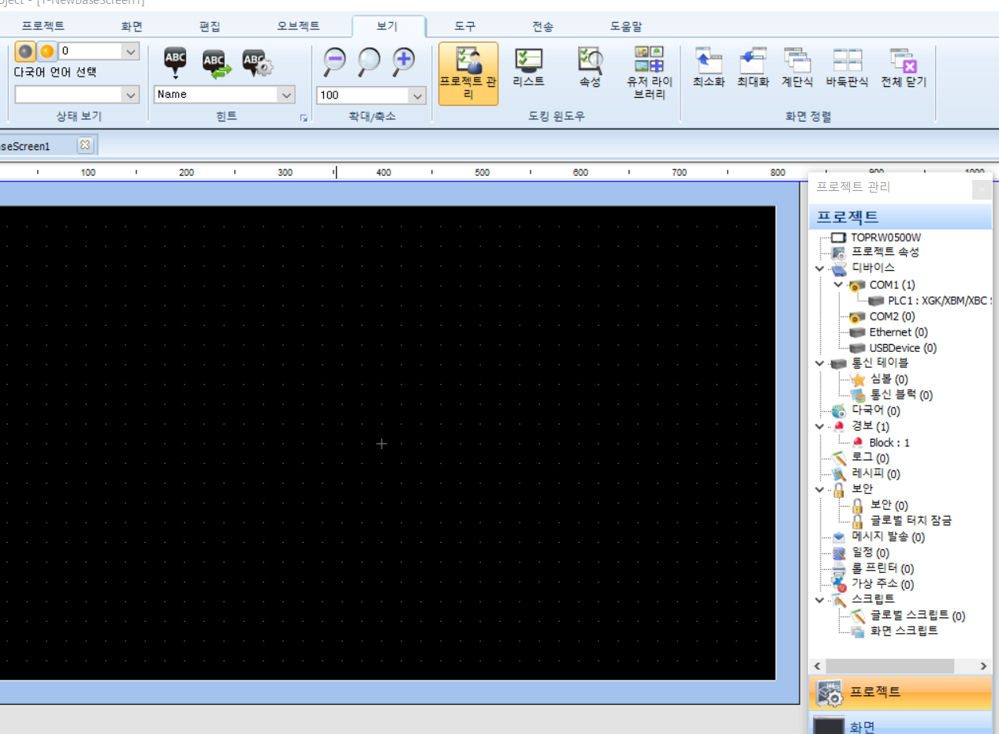 oject - [1-NewBaseScreen1]
프로젝트 화면 편집 오브젝트 보기 도구 전송 도움말
0
다국어 언어 선택
상태 보기
ABC ABC ABC
Name
힌트
100
확대/축소
프로젝트 관
리
리스트
속성
유저 라이
브러리
도킹 윈도우
최소화 최대화 계단식 바둑판식 전체 닫기
화면 정렬
aseScreen1
100 200 300 400 500 600 700 800 900 1000
프로젝트 관리
프로젝트
TOPRW0500W
프로젝트 속성
디바이스
COM1 (1)
PLC1 : XGK/XBM/XBC
COM2 (0)
Ethernet (0)
USBDevice (0)
통신 테이블
심볼 (0)
통신 블럭 (0)
다국어 (0)
경보 (1)
Block : 1
로그 (0)
레시피 (0)
보안
보안 (0)
글로벌 터치 잠금
메시지 발송 (0)
일정 (0)
롤 프린터 (0)
가상 주소 (0)
스크립트
글로벌 스크립트 (0)
화면 스크립트
프로젝트
화면